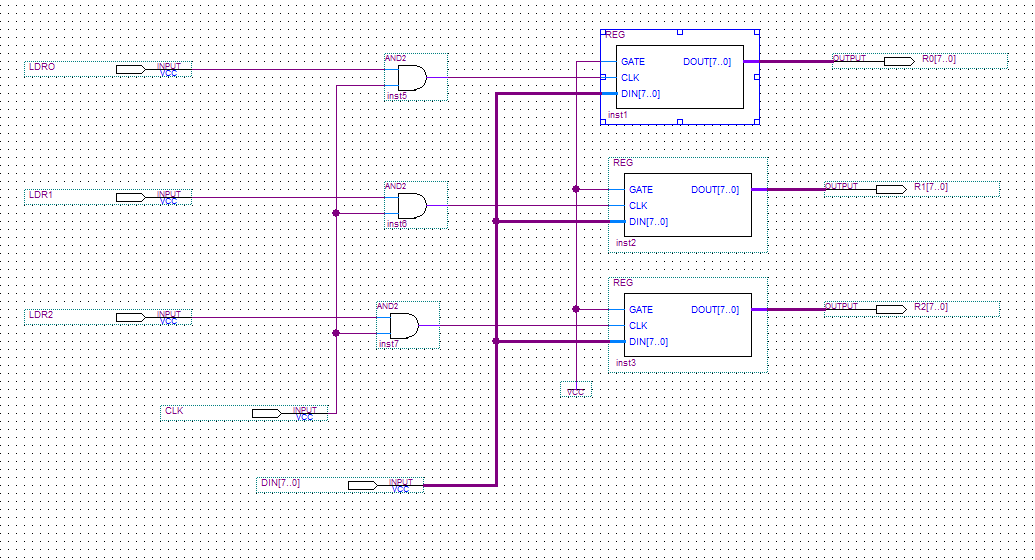 REG
AND2
LDRO
INPUT
VCC
GATE
DOUT[7..0]
OUTPUT
R0[7..0]
CLK
DIN[7..0]
inst5
inst1
REG
AND2
LDR1
INPUT
VCC
GATE
DOUT[7..0]
OUTPUT
R1[7..0]
CLK
DIN[7..0]
inst6
inst2
REG
AND2
LDR2
INPUT
VCC
GATE
DOUT[7..0]
OUTPUT
R2[7..0]
CLK
DIN[7..0]
inst7
inst3
VCC
CLK
INPUT
VCC
DIN[7..0]
INPUT
VCC